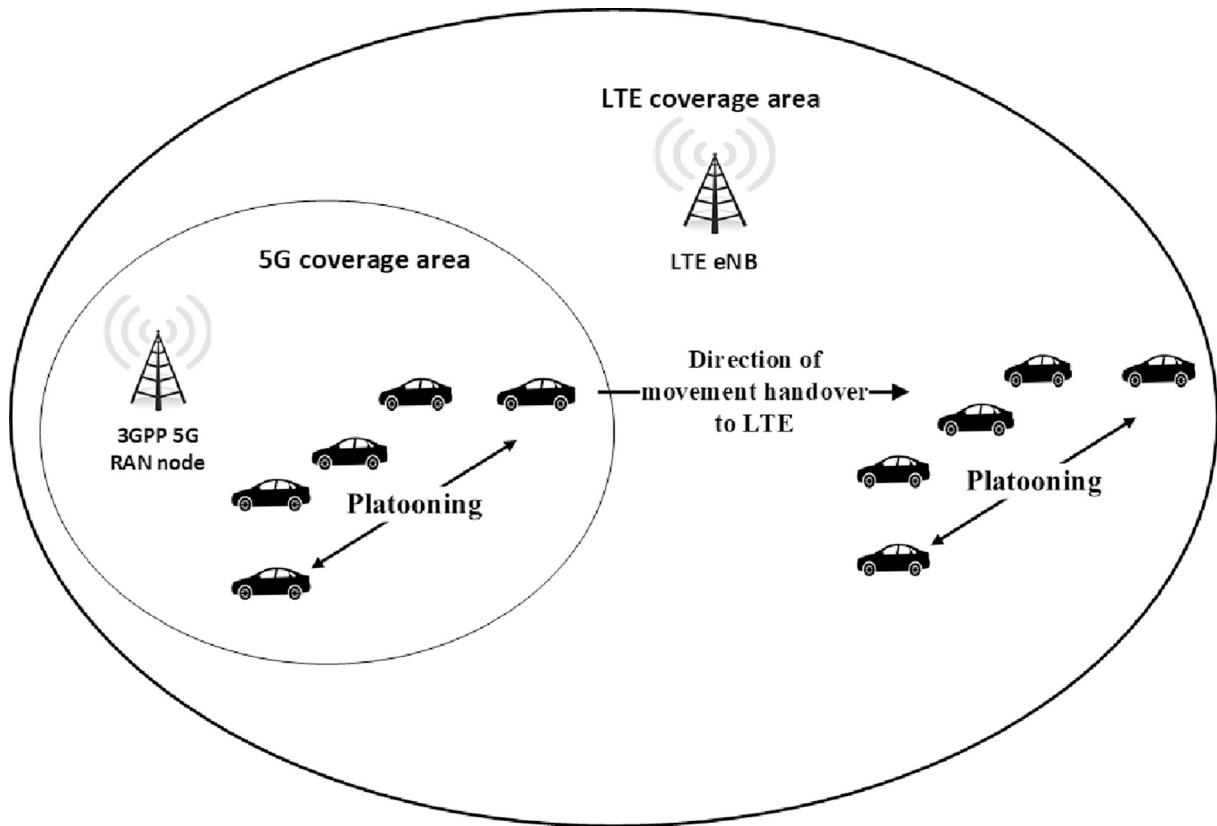 LTE coverage area
LTE eNB
5G coverage area
3GPP 5G
RAN node
Platooning
Direction of
movement handover
to LTE
Platooning